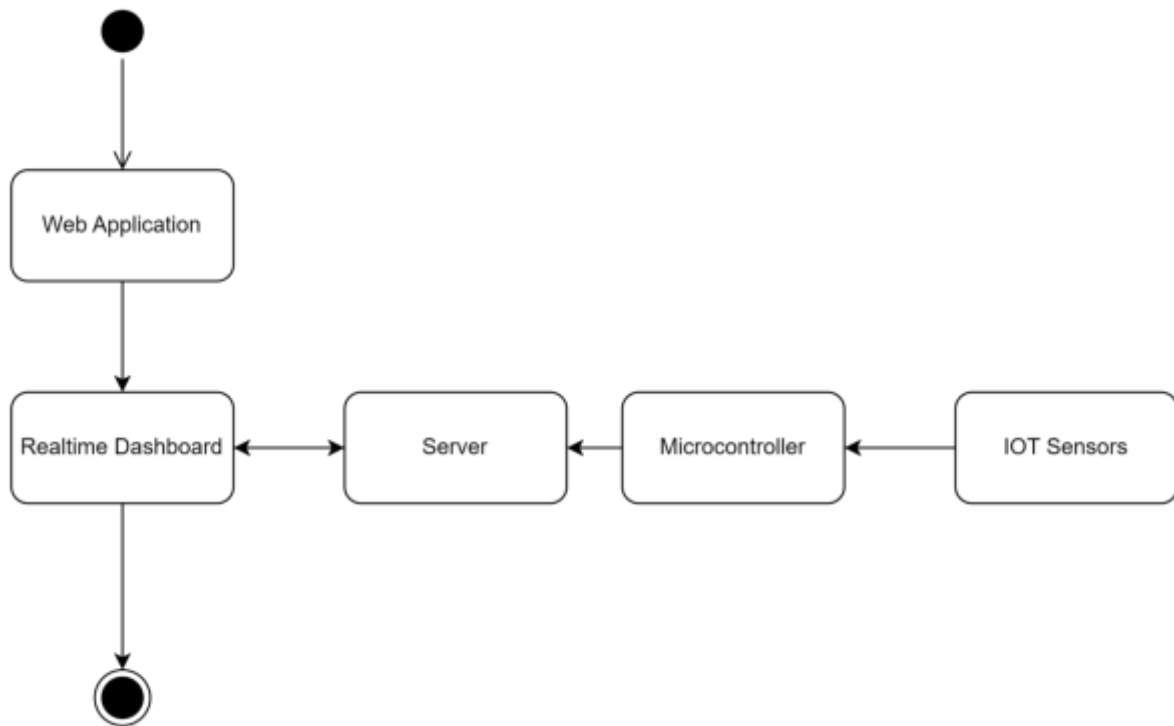 Web Application
Realtime Dashboard
Server
Microcontroller
IOT Sensors